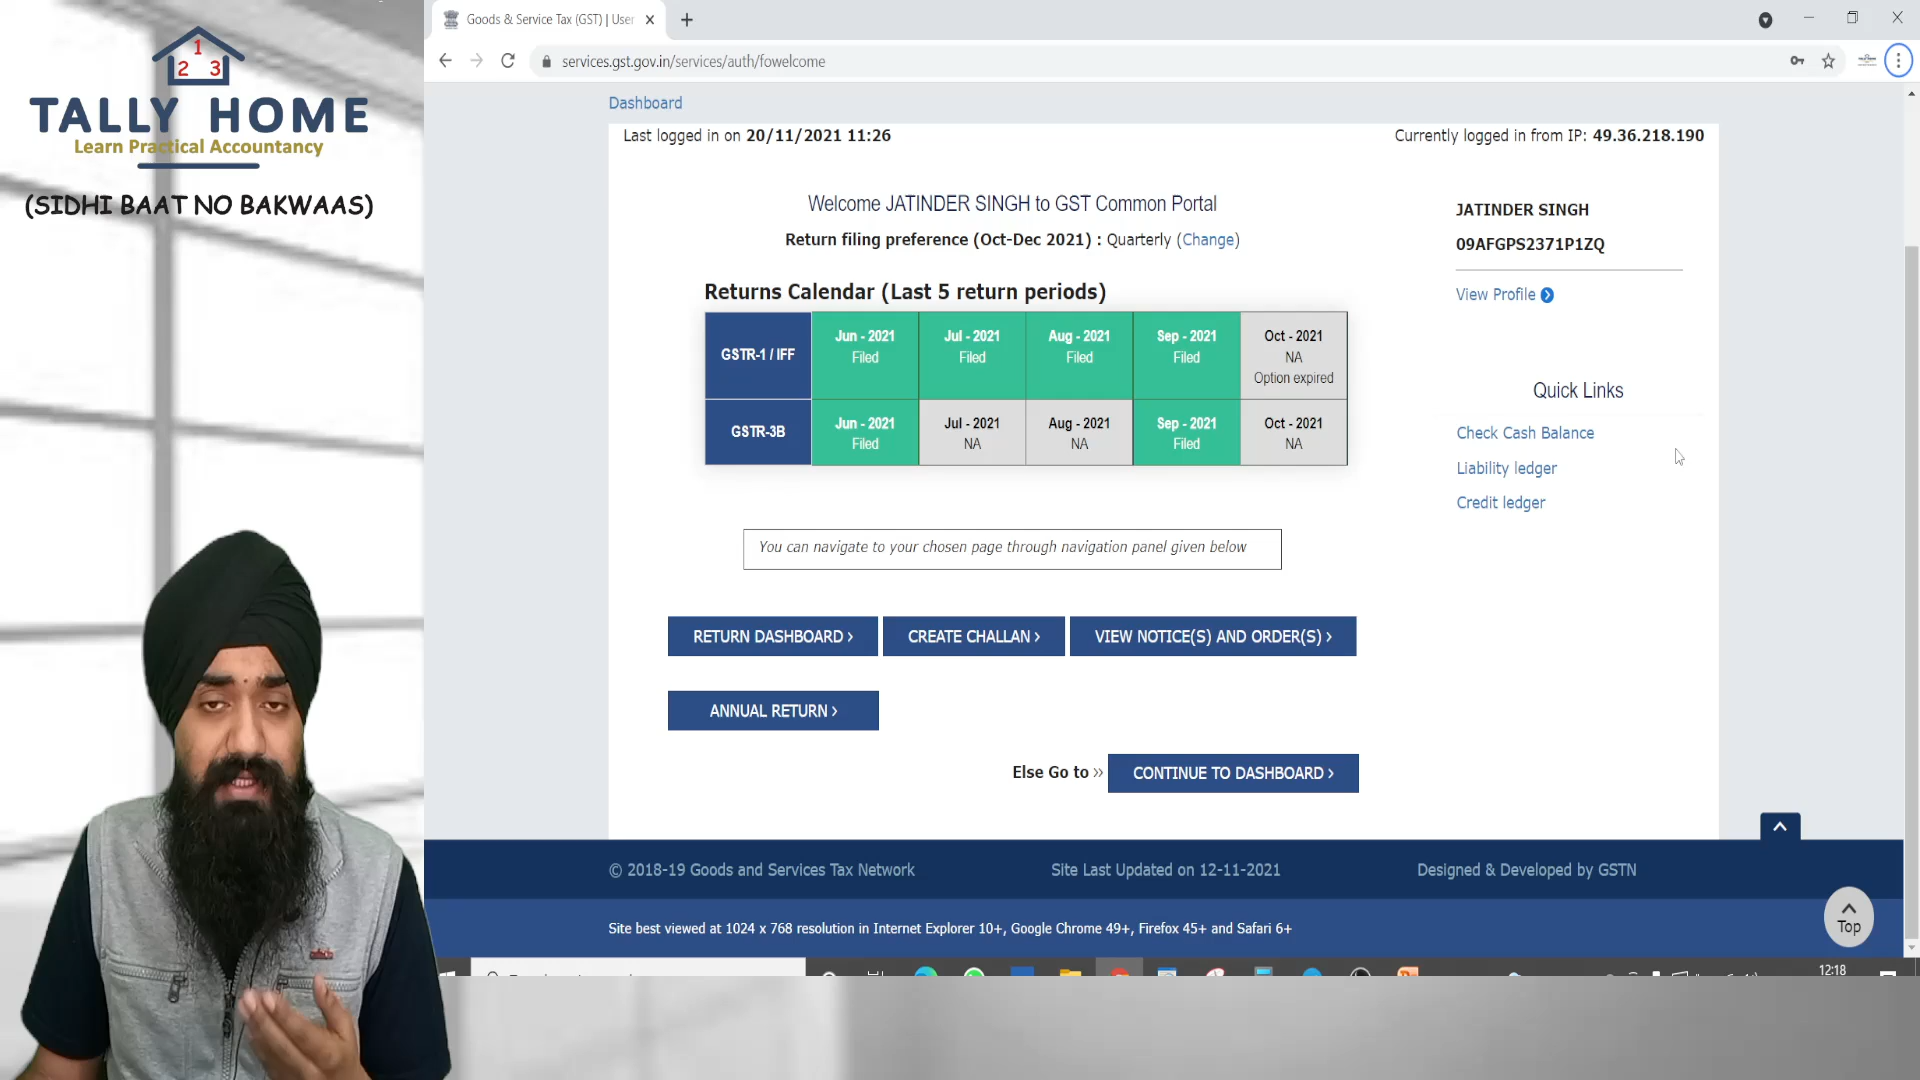 1
2 3
TALLY HOME
Learn Practical Accountancy
(SIDHI BAAT NO BAKWAAS)
Goods & Service Tax (GST) | User
services.gst.gov.in/services/auth/fowelcome
Dashboard
Last logged in on 20/11/2021 11:26
Currently logged in from IP: 49.36.218.190
Welcome JATINDER SINGH to GST Common Portal
Return filing preference (Oct-Dec 2021) : Quarterly (Change)
JATINDER SINGH
09AFGPS2371P1ZQ
View Profile
Returns Calendar (Last 5 return periods)
GSTR-1 / IFF
Jun - 2021
Filed
Jul - 2021
Filed
Aug - 2021
Filed
Sep - 2021
Filed
Oct - 2021
NA
Option expired
GSTR-3B
Jun - 2021
Filed
Jul - 2021
NA
Aug - 2021
NA
Sep - 2021
Filed
Oct - 2021
NA
Quick Links
Check Cash Balance
Liability ledger
Credit ledger
You can navigate to your chosen page through navigation panel given below
RETURN DASHBOARD >
CREATE CHALLAN >
VIEW NOTICE(S) AND ORDER(S) >
ANNUAL RETURN >
Else Go to >> CONTINUE TO DASHBOARD >
© 2018-19 Goods and Services Tax Network
Site Last Updated on 12-11-2021
Designed & Developed by GSTN
Top
Site best viewed at 1024 x 768 resolution in Internet Explorer 10+, Google Chrome 49+, Firefox 45+ and Safari 6+
12:18